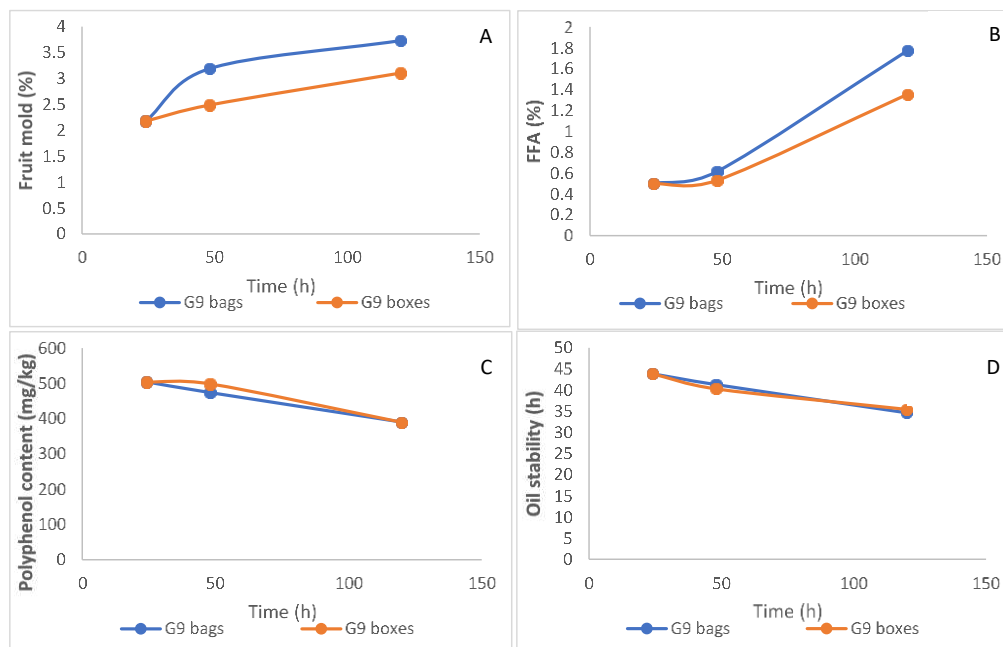 A
Fruit mold (%)
4
3.5
3
2.5
2
1.5
1
0.5
0
0 50 100 150
Time (h)
G9 bags G9 boxes
B
FFA (%)
2
1.8
1.6
1.4
1.2
1
0.8
0.6
0.4
0.2
0
0 50 100 150
Time (h)
G9 bags G9 boxes
C
Polyphenol content (mg/kg)
600
500
400
300
200
100
0
0 50 100 150
Time (h)
G9 bags G9 boxes
D
Oil stability (h)
50
45
40
35
30
25
20
15
10
5
0
0 50 100 150
Time (h)
G9 bags G9 boxes